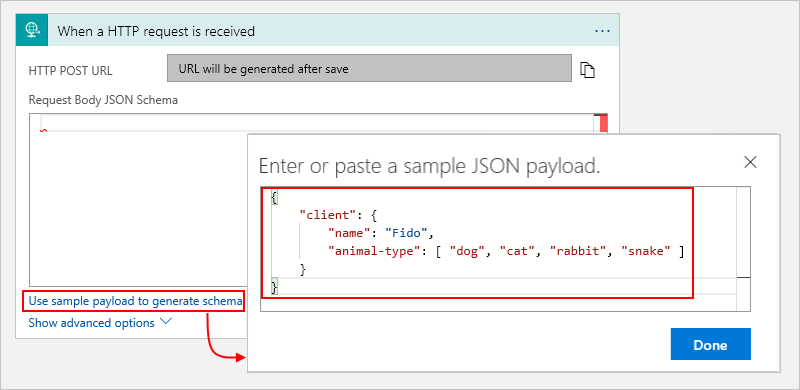 When a HTTP request is received
HTTP POST URL
URL will be generated after save
Request Body JSON Schema
Enter or paste a sample JSON payload.
{
"client": {
"name": "Fido",
"animal-type": [ "dog", "cat", "rabbit", "snake" ]
}
}
Use sample payload to generate schema
Show advanced options
Done